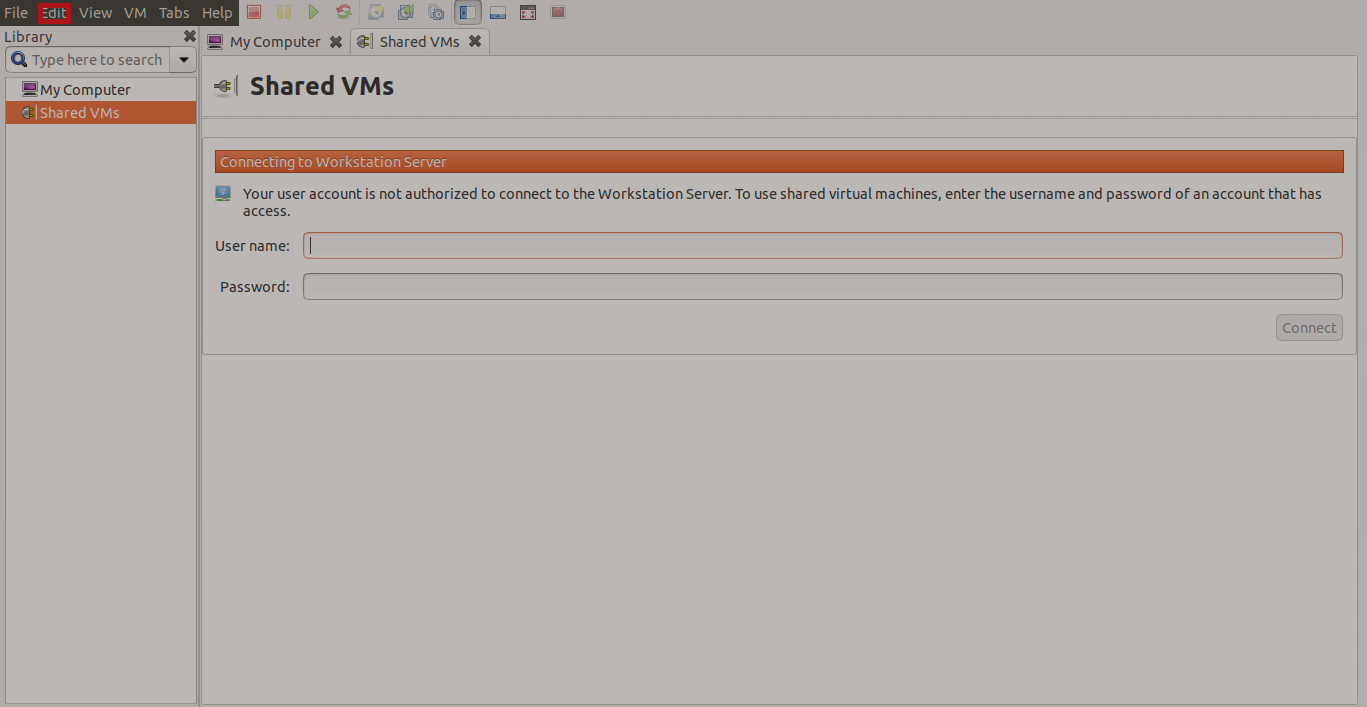 File Edit View VM Tabs Help
Library
Type here to search
My Computer
Shared VMs
My Computer Shared VMs
Shared VMs
Connecting to Workstation Server
Your user account is not authorized to connect to the Workstation Server. To use shared virtual machines, enter the username and password of an account that has
access.
User name:
Password:
Connect